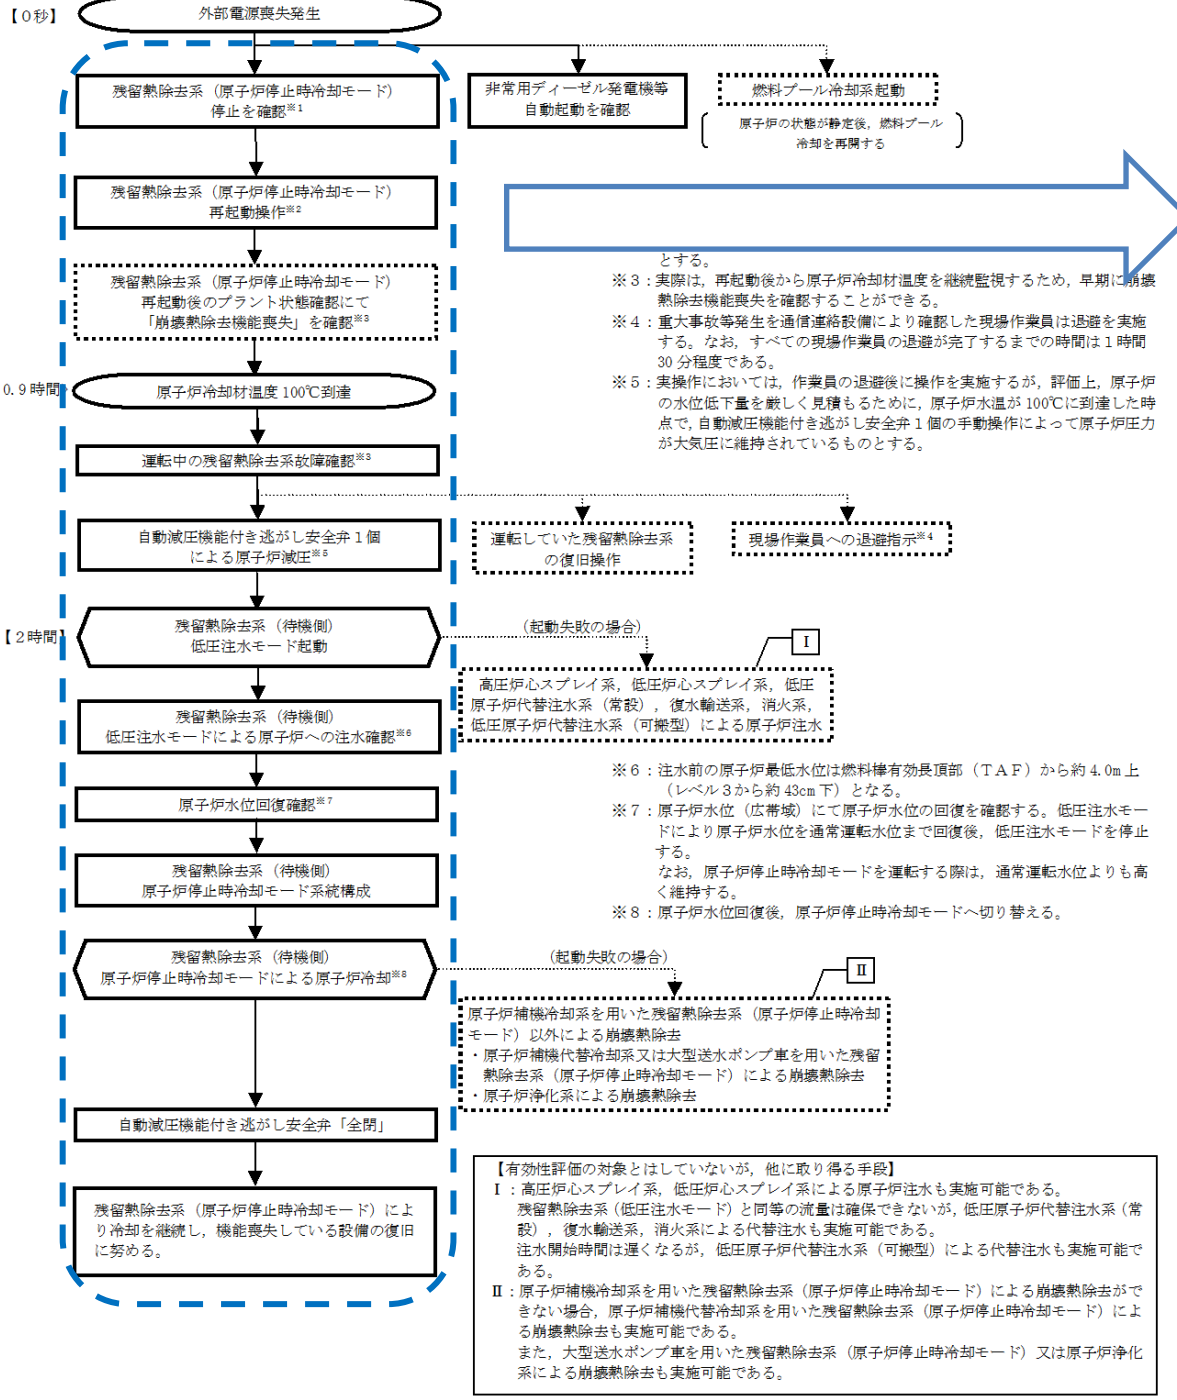 【０秒】
外部電源喪失発生
残留熱除去系（原子炉停止時冷却モード）
停止を確認※1
非常用ディーゼル発電機等
自動起動を確認
燃料プール冷却系起動
原子炉の状態が静定後，燃料プール
冷却を再開する
残留熱除去系（原子炉停止時冷却モード）
再起動操作※2
残留熱除去系（原子炉停止時冷却モード）
再起動後のプラント状態確認にて
「崩壊熱除去機能喪失」を確認※3
とする。
※３：実際は，再起動後から原子炉冷却材温度を継続監視するため，早期に崩壊
熱除去機能喪失を確認することができる。
※４：重大事故等発生を通信連絡設備により確認した現場作業員は退避を実施
する。なお，すべての現場作業員の退避が完了するまでの時間は１時間
30 分程度である。
※５：実操作においては，作業員の退避後に操作を実施するが，評価上，原子炉
の水位低下量を厳しく見積もるために，原子炉水温が 100℃に到達した時
点で，自動減圧機能付き逃がし安全弁１個の手動操作によって原子炉圧力
が大気圧に維持されているものとする。
0.9 時間
原子炉冷却材温度 100℃到達
運転中の残留熱除去系故障確認※3
自動減圧機能付き逃がし安全弁１個
による原子炉減圧※5
運転していた残留熱除去系
の復旧操作
現場作業員への退避指示※4
【２時間】
残留熱除去系（待機側）
低圧注水モード起動
（起動失敗の場合）
Ⅰ
高圧炉心スプレイ系，低圧炉心スプレイ系，低圧
原子炉代替注水系（常設），復水輸送系，消火系，
低圧原子炉代替注水系（可搬型）による原子炉注水
残留熱除去系（待機側）
低圧注水モードによる原子炉への注水確認※6
原子炉水位回復確認※7
※６：注水前の原子炉最低水位は燃料棒有効長頂部（ＴＡＦ）から約 4.0m 上
（レベル３から約 43cm 下）となる。
※７：原子炉水位（広帯域）にて原子炉水位の回復を確認する。低圧注水モー
ドにより原子炉水位を通常運転水位まで回復後，低圧注水モードを停止
する。
なお，原子炉停止時冷却モードを運転する際は，通常運転水位よりも高
く維持する。
※８：原子炉水位回復後，原子炉停止時冷却モードへ切り替える。
残留熱除去系（待機側）
原子炉停止時冷却モード系統構成
残留熱除去系（待機側）
原子炉停止時冷却モードによる原子炉冷却※8
（起動失敗の場合）
Ⅱ
原子炉補機冷却系を用いた残留熱除去系（原子炉停止時冷却
モード）以外による崩壊熱除去
・原子炉補機代替冷却系又は大型送水ポンプ車を用いた残留
熱除去系（原子炉停止時冷却モード）による崩壊熱除去
・原子炉浄化系による崩壊熱除去
自動減圧機能付き逃がし安全弁「全閉」
残留熱除去系（原子炉停止時冷却モード）により
冷却を継続し，機能喪失している設備の復旧
に努める。
【有効性評価の対象とはしていないが，他に取り得る手段】
Ⅰ：高圧炉心スプレイ系，低圧炉心スプレイ系による原子炉注水も実施可能である。
残留熱除去系（低圧注水モード）と同等の流量は確保できないが，低圧原子炉代替注水系（常
設），復水輸送系，消火系による代替注水も実施可能である。
注水開始時間は遅くなるが，低圧原子炉代替注水系（可搬型）による代替注水も実施可能で
ある。
Ⅱ：原子炉補機冷却系を用いた残留熱除去系（原子炉停止時冷却モード）による崩壊熱除去がで
きない場合，原子炉補機代替冷却系を用いた残留熱除去系（原子炉停止時冷却モード）によ
る崩壊熱除去も実施可能である。
また，大型送水ポンプ車を用いた残留熱除去系（原子炉停止時冷却モード）又は原子炉浄化
系による崩壊熱除去も実施可能である。